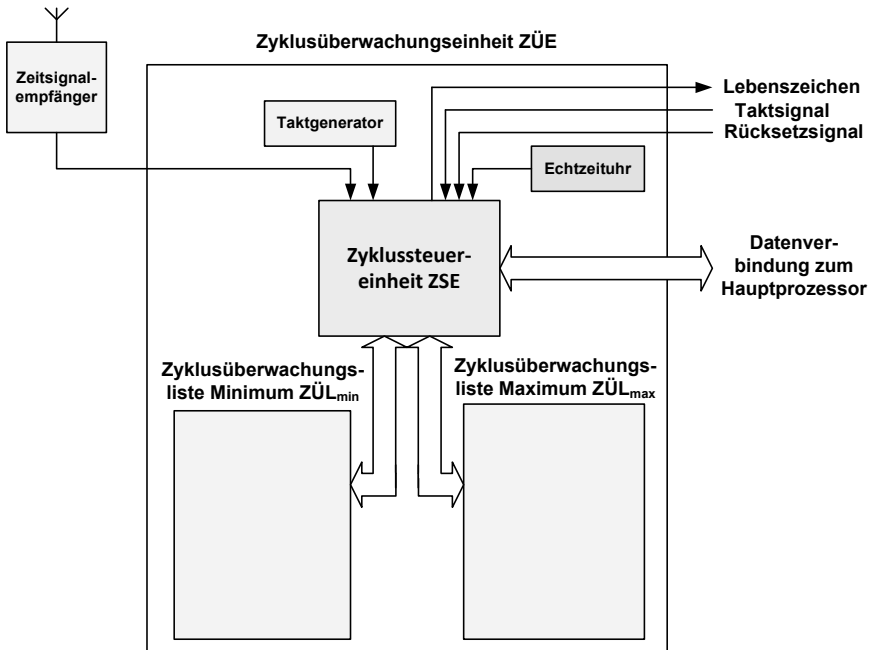 Zyklusüberwachungseinheit ZÜE
Zeitsignal-
empfänger
Taktgenerator
Lebenszeichen
Taktsignal
Rücksetzsignal
Echtzeituhr
Zyklussteuer-
einheit ZSE
Datenver-
bindung zum
Hauptprozessor
Zyklusüberwachungs-
liste Minimum ZÜLmin
Zyklusüberwachungs-
liste Maximum ZÜLmax